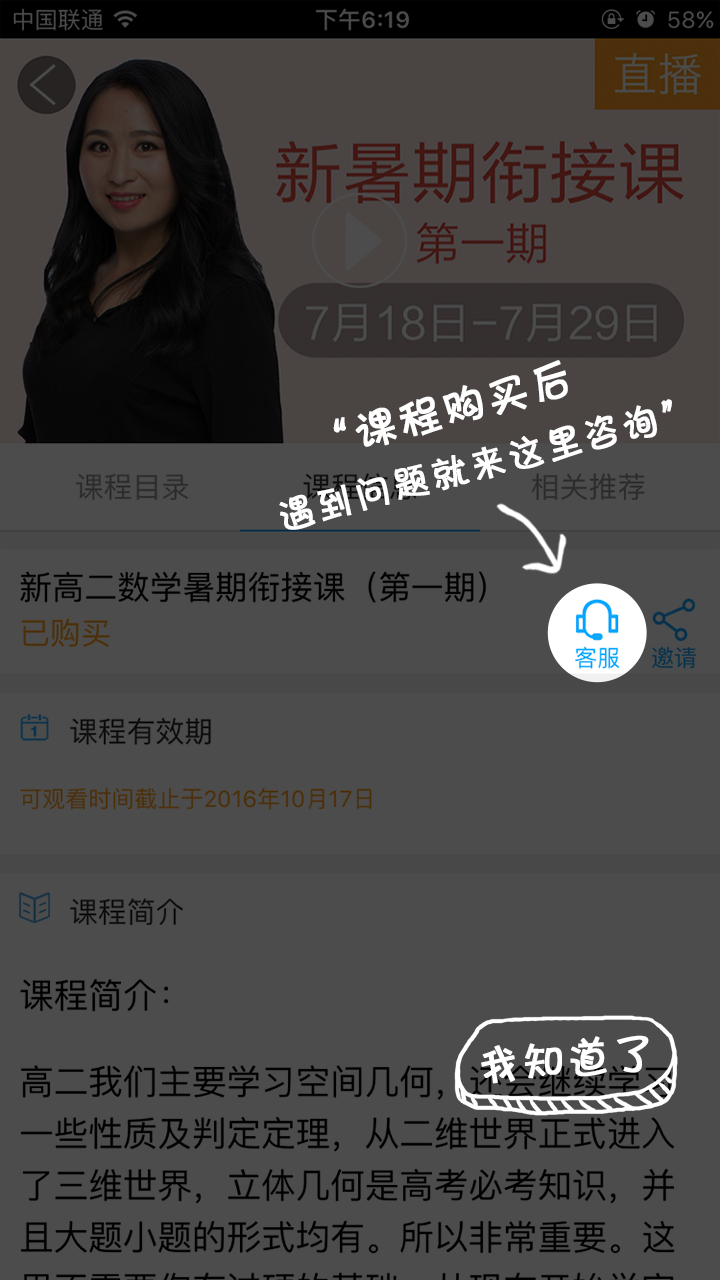 中国联通 下午6:19 58%
直播
新暑期衔接课
第一期
7月18日-7月29日
“课程购买后
遇到问题就来这里咨询”
课程目录 相关推荐
新高二数学暑期衔接课（第一期）
已购买
客服 邀请
1 课程有效期
可观看时间截止于2016年10月17日
课程简介
课程简介：
我知道了
高二我们主要学习空间几何，还会继续学习
一些性质及判定定理，从二维世界正式进入
了三维世界，立体几何是高考必考知识，并
且大题小题的形式均有。所以非常重要。这